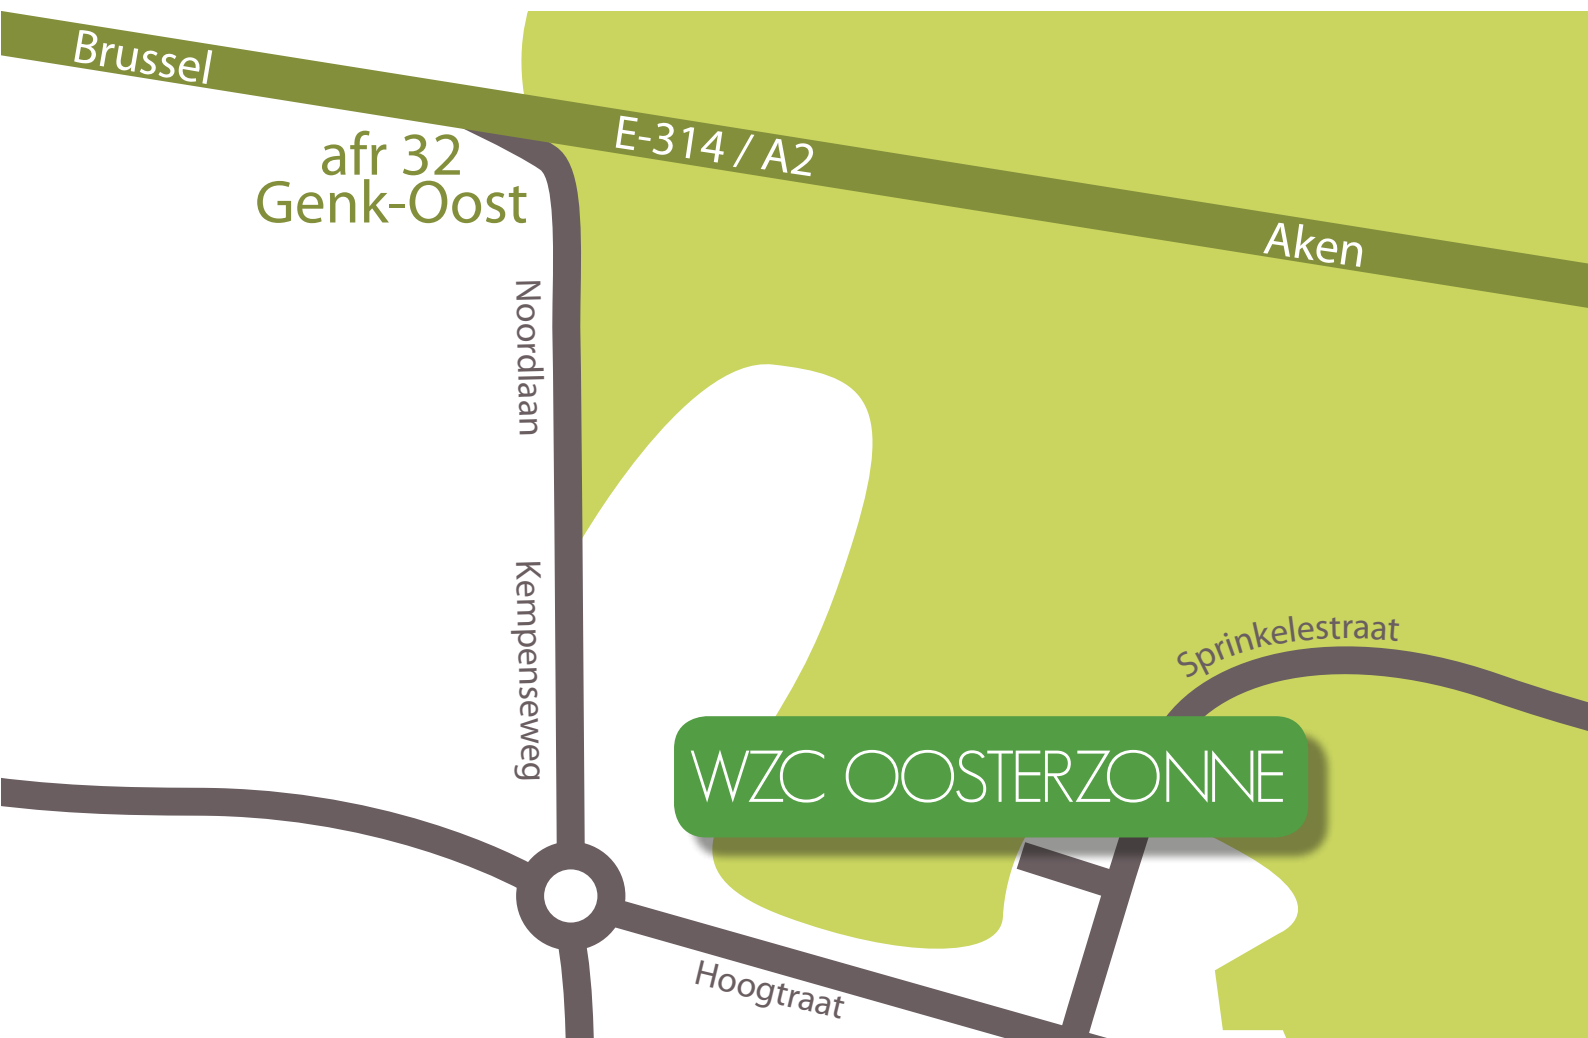 Brussel
E-314 / A2
Aken
afr 32
Genk-Oost
Noordlaan
Kempenseweg
Sprinkelestraat
WZC OOSTERZONNE
Hoogtraat